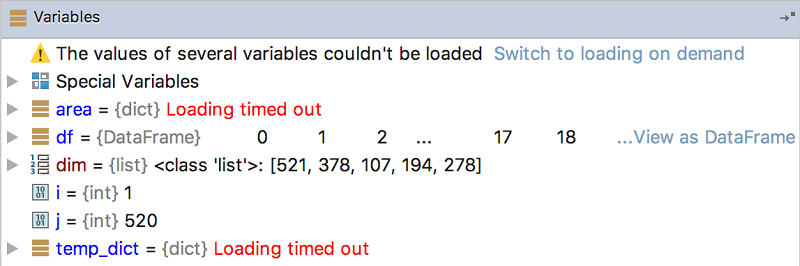 Variables
The values of several variables couldn't be loaded Switch to loading on demand
Special Variables
area = {dict} Loading timed out
df = {DataFrame} 0 1 2 ... 17 18 ...View as DataFrame
dim = {list} <class 'list'>: [521, 378, 107, 194, 278]
i = {int} 1
j = {int} 520
temp_dict = {dict} Loading timed out